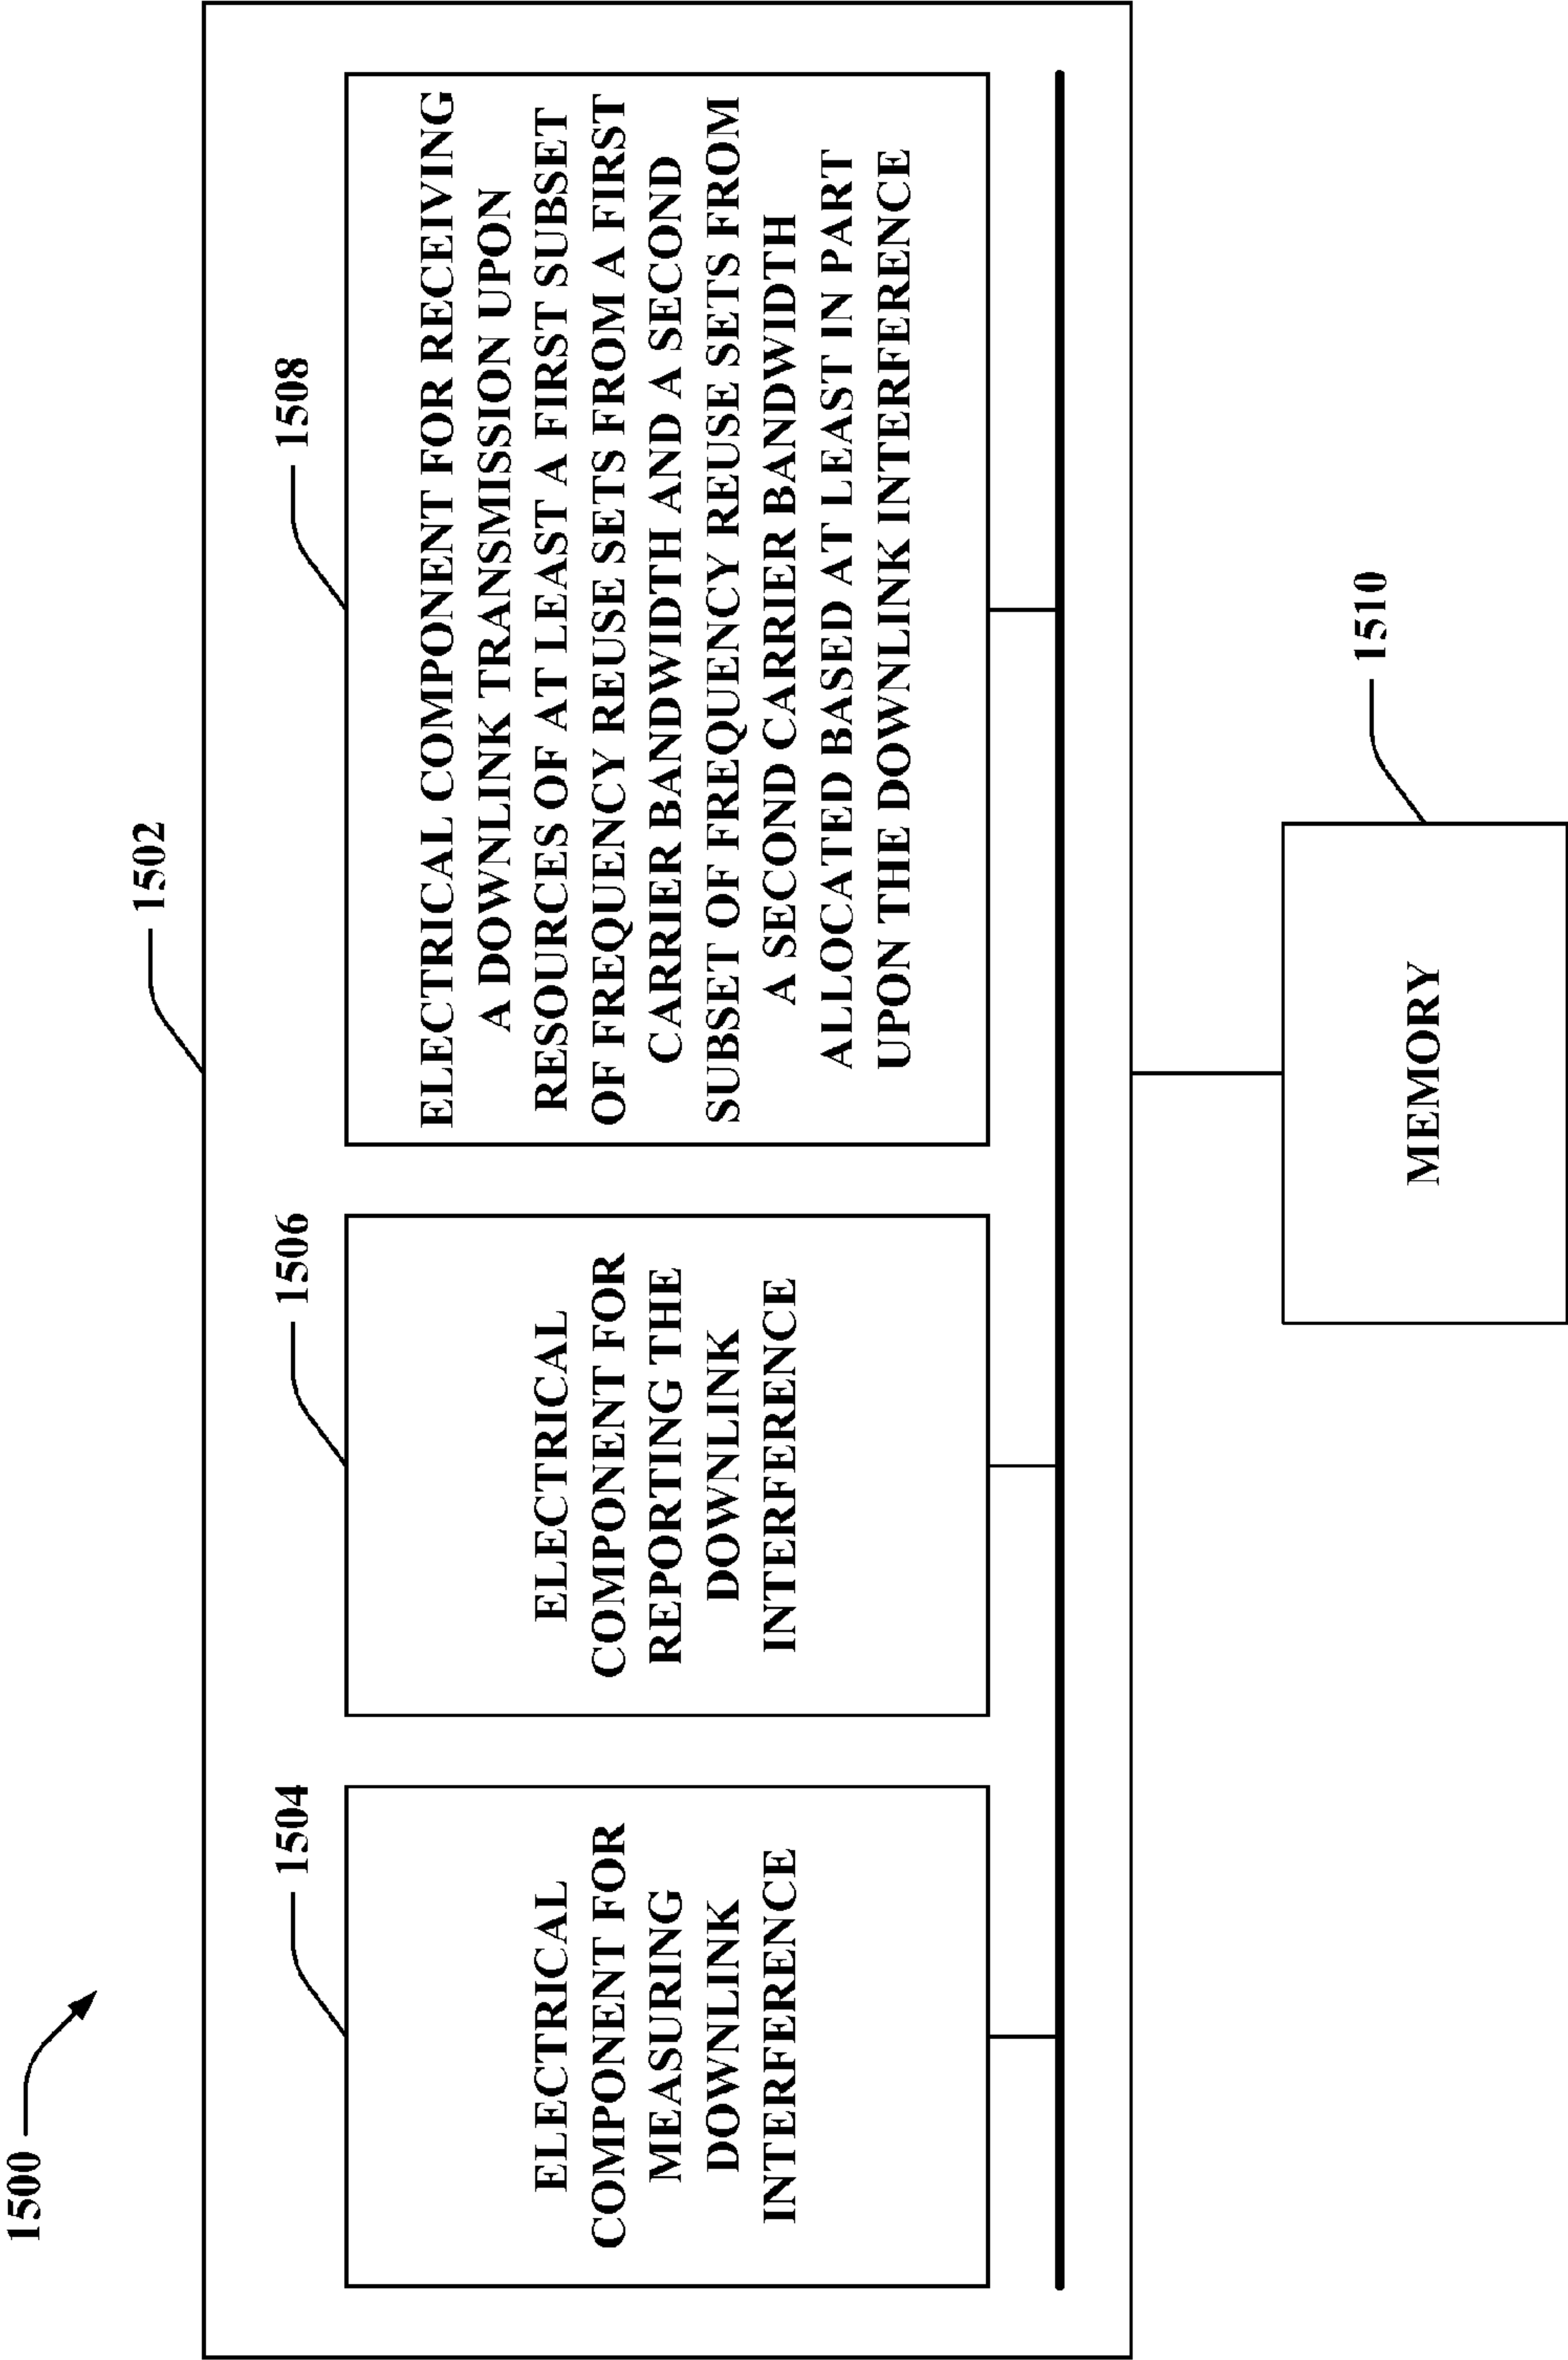 1500
1502
1504
ELECTRICAL
COMPONENT FOR
MEASURING
DOWNLINK
INTERFERENCE
1506
ELECTRICAL
COMPONENT FOR
REPORTING THE
DOWNLINK
INTERFERENCE
1508
ELECTRICAL COMPONENT FOR RECEIVING
A DOWNLINK TRANSMISSION UPON
RESOURCES OF AT LEAST A FIRST SUBSET
OF FREQUENCY REUSE SETS FROM A FIRST
CARRIER BANDWIDTH AND A SECOND
SUBSET OF FREQUENCY REUSE SETS FROM
A SECOND CARRIER BANDWIDTH
ALLOCATED BASED AT LEAST IN PART
UPON THE DOWNLINK INTERFERENCE
1510
MEMORY